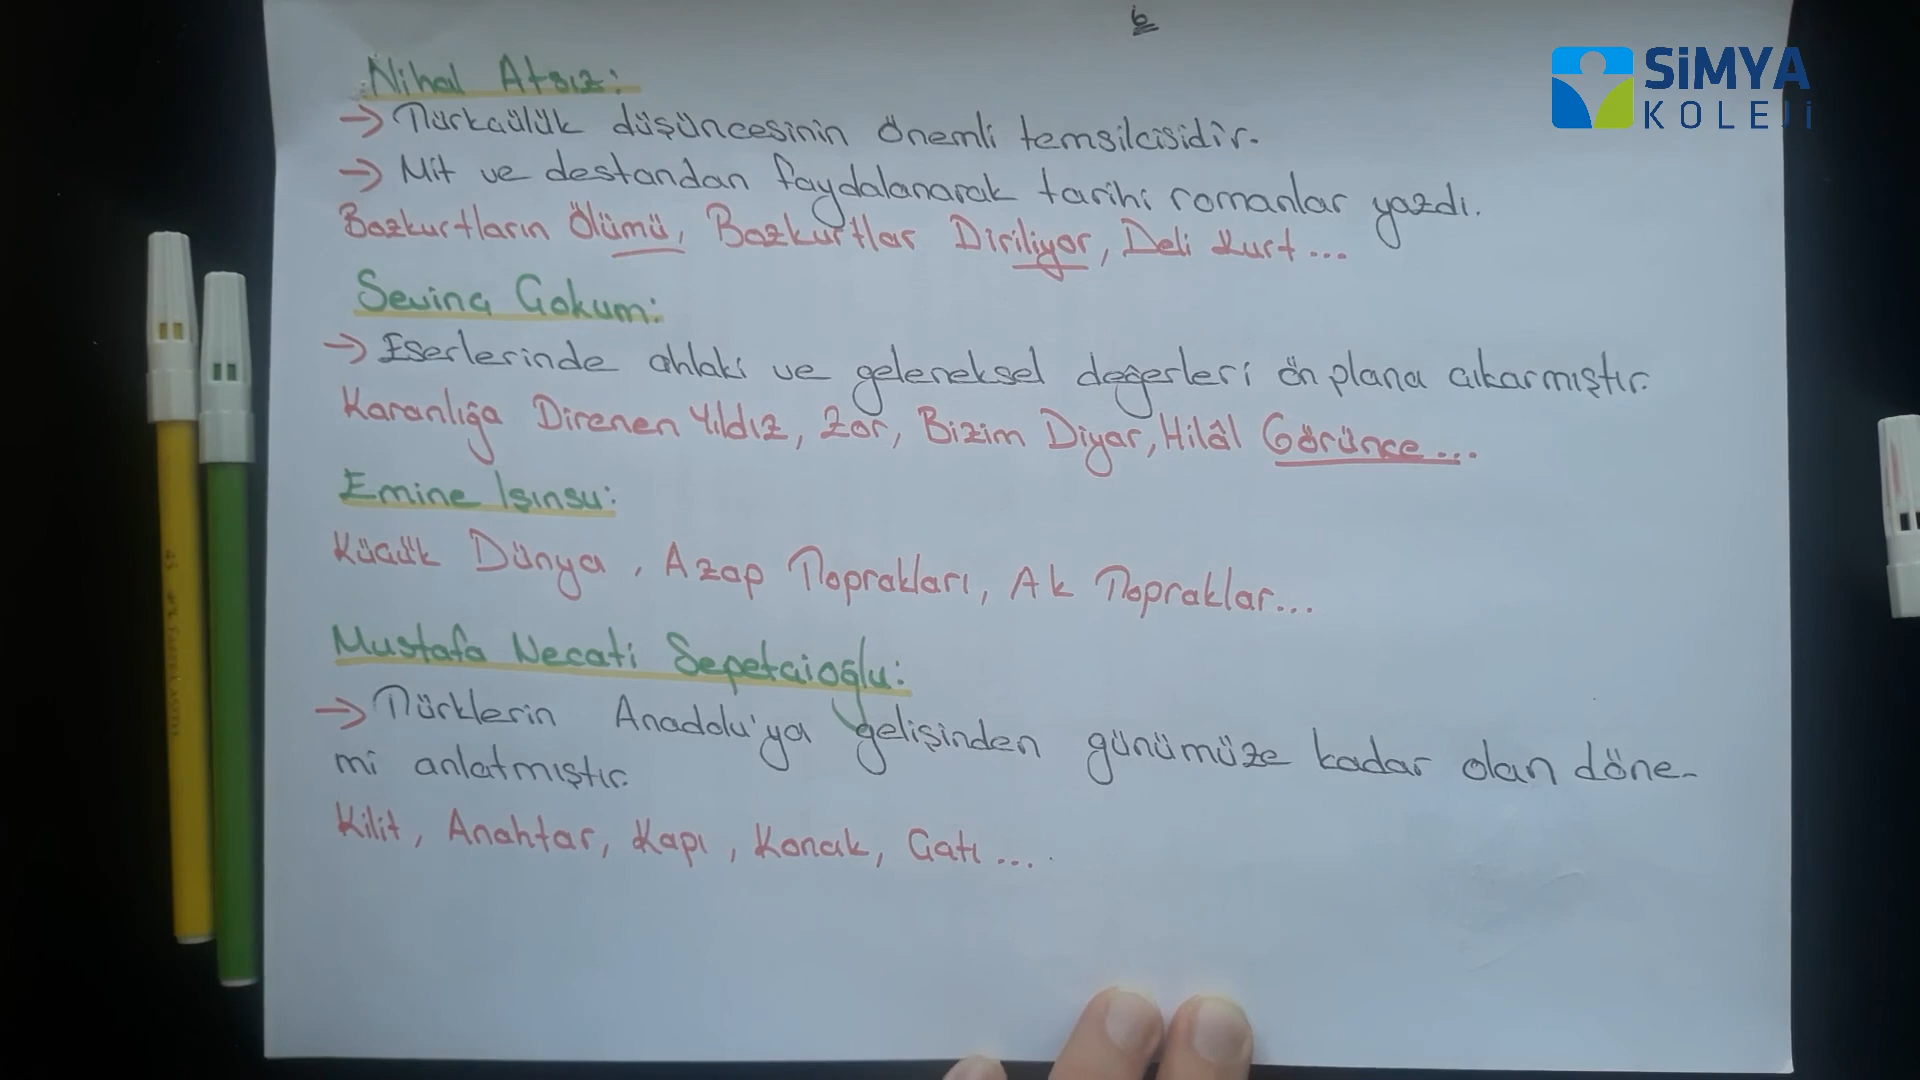 6
SiMYA
KOLEJi
Nihal Atsız:
→ Türkçülük düşüncesinin önemli temsilcisidir.
→ Mit ve destandan faydalanarak tarihi romanlar yazdı.
Bozkurtların Ölümü, Bozkurtlar Diriliyor, Deli Kurt...
Sevinç Çokum:
→ Eserlerinde ahlaki ve geleneksel değerleri ön plana çıkarmıştır.
Karanlığa Direnen Yıldız, Zor, Bizim Diyar, Hilâl Görünce...
Emine Işınsu:
Küçük Dünya, Azap Toprakları, Ak Topraklar...
Mustafa Necati Sepetçioğlu:
→ Türklerin Anadolu'ya gelişinden günümüze kadar olan döne-
mi anlatmıştır.
Kilit, Anahtar, Kapı, Konak, Çatı...